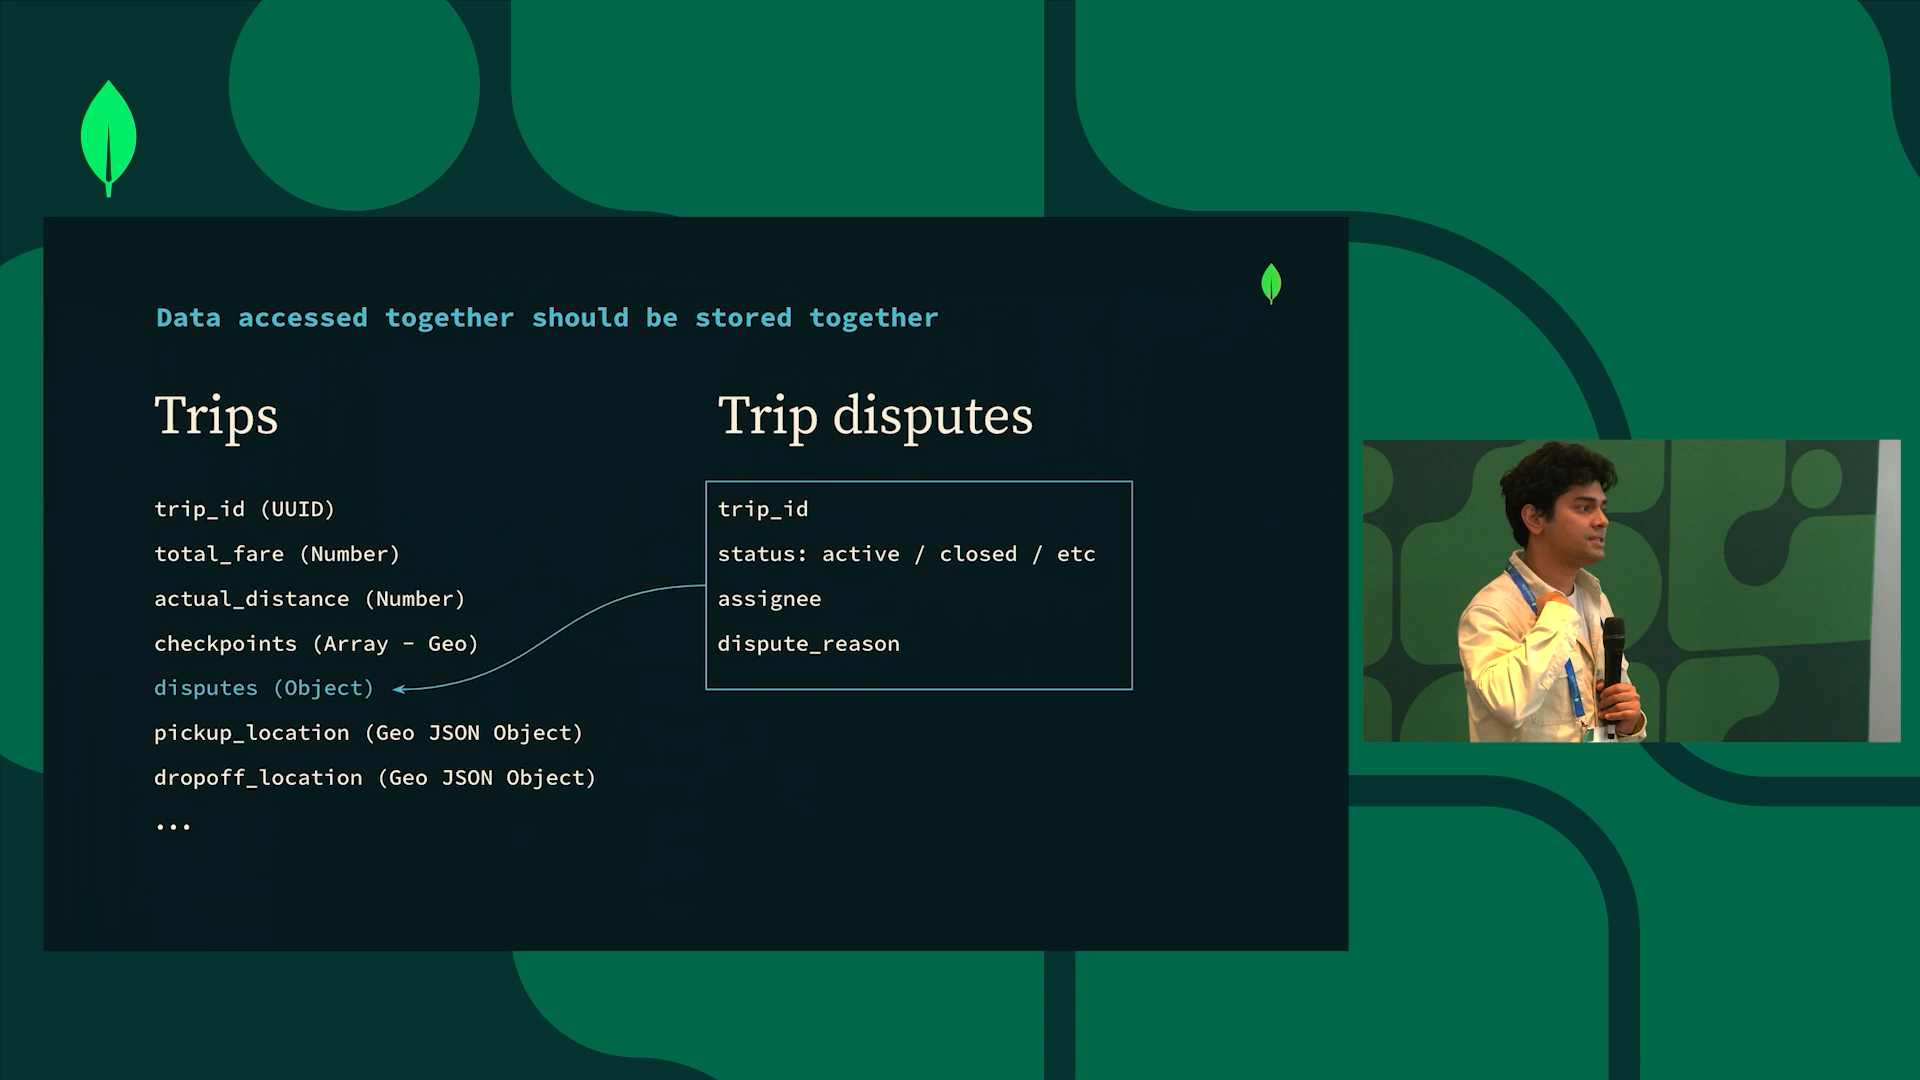 Data accessed together should be stored together
Trips
trip_id (UUID)
total_fare (Number)
actual_distance (Number)
checkpoints (Array - Geo)
disputes (Object)
pickup_location (Geo JSON Object)
dropoff_location (Geo JSON Object)
...
Trip disputes
trip_id
status: active / closed / etc
assignee
dispute_reason